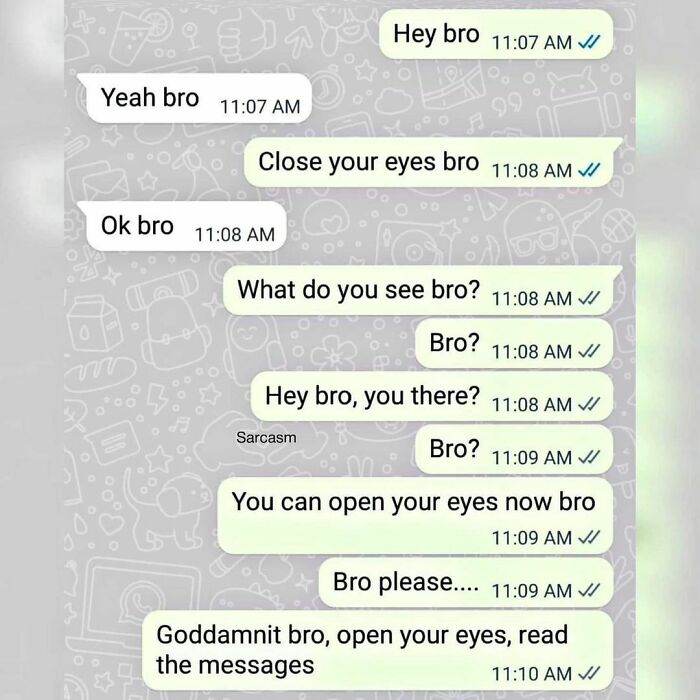 Hey bro 11:07 AM
Yeah bro 11:07 AM
Close your eyes bro 11:08 AM
Ok bro 11:08 AM
What do you see bro? 11:08 AM
Bro? 11:08 AM
Hey bro, you there? 11:08 AM
Sarcasm
Bro? 11:09 AM
You can open your eyes now bro
11:09 AM
Bro please.... 11:09 AM
Goddamnit bro, open your eyes, read
the messages 11:10 AM